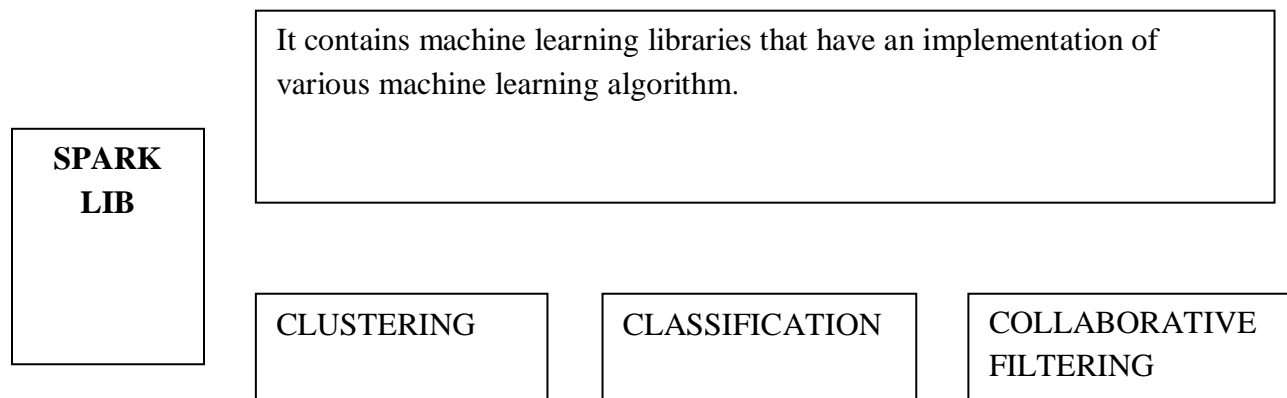 It contains machine learning libraries that have an implementation of
various machine learning algorithm.
SPARK
LIB
CLUSTERING
CLASSIFICATION
COLLABORATIVE
FILTERING